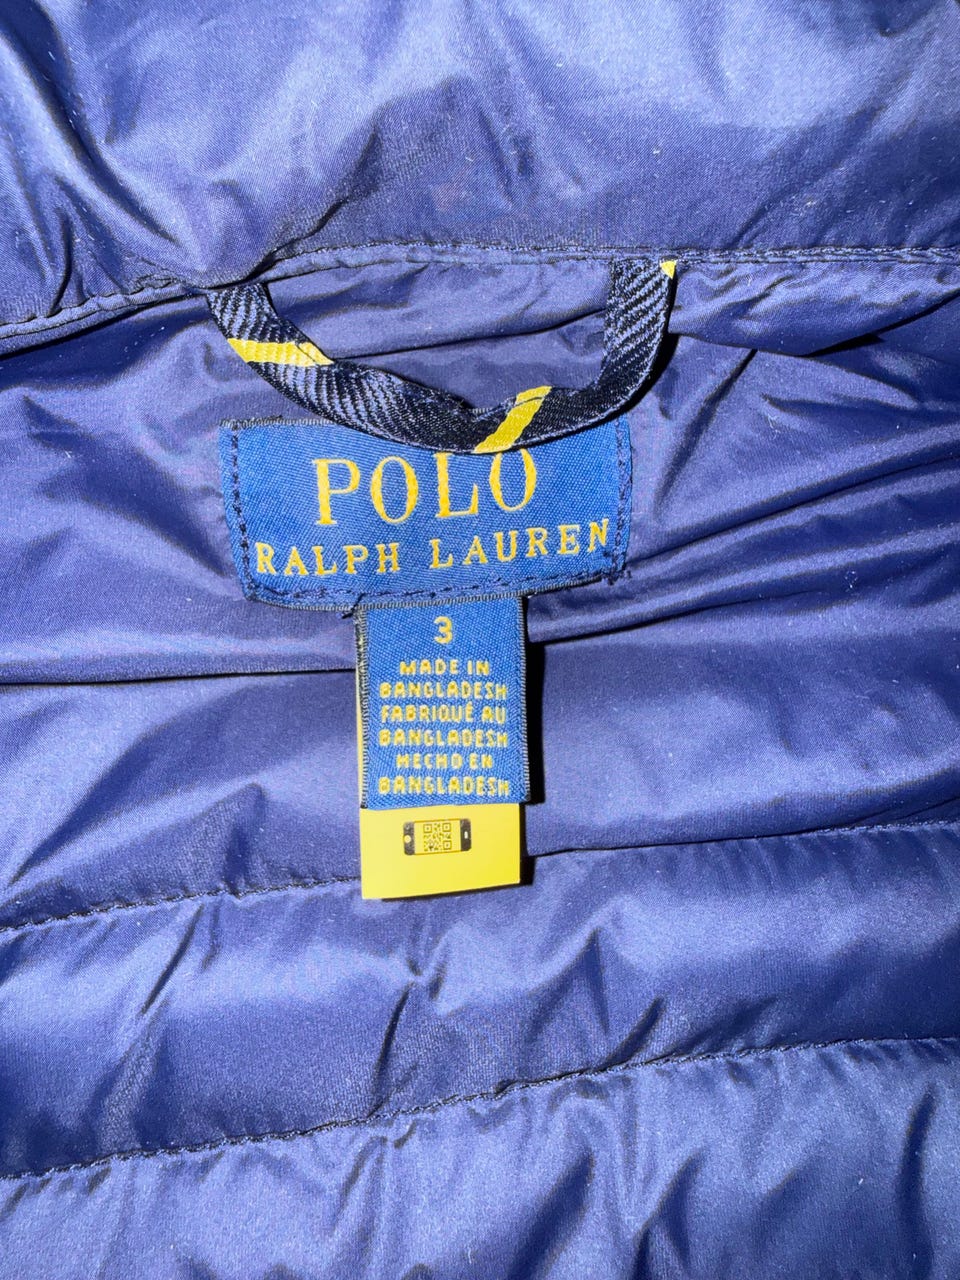 POLO
RALPH LAUREN
3
MADE IN
BANGLADESH
FABRIQUÉ AU
BANGLADESH
HECHO EN
BANGLADESH